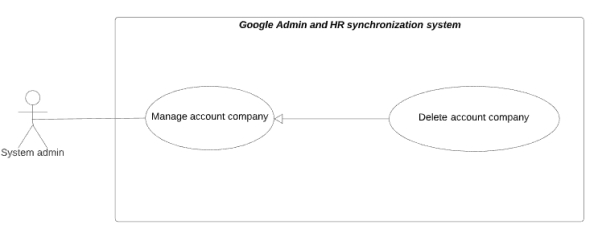 Google Admin and HR synchronization system
Manage account company
Delete account company
System admin